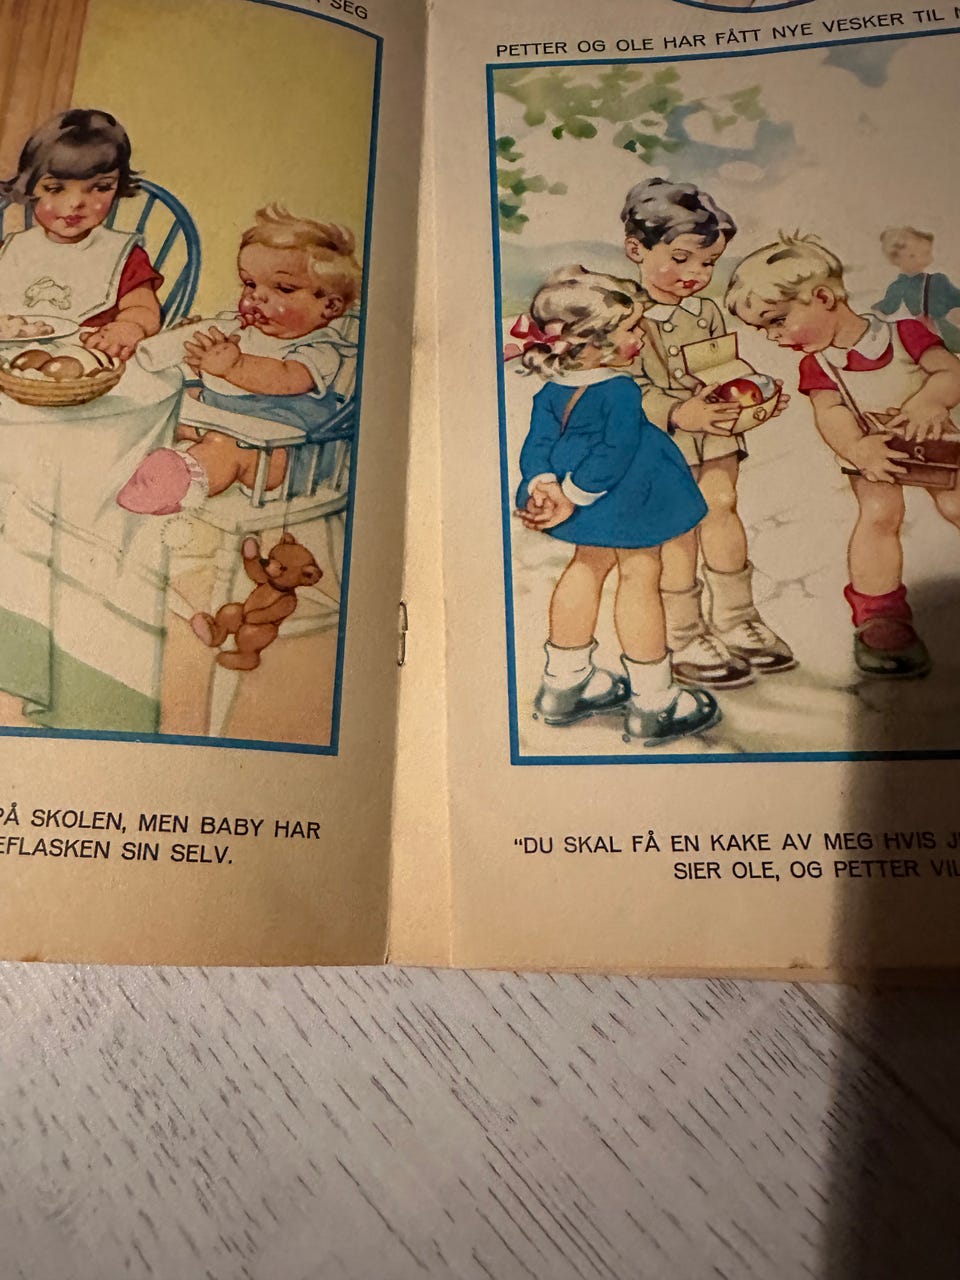 SEG
PÅ SKOLEN, MEN BABY HAR
EFLASKEN SIN SELV.
PETTER OG OLE HAR FÅTT NYE VESKER TIL
"DU SKAL FÅ EN KAKE AV MEG HVIS
SIER OLE, OG PETTER